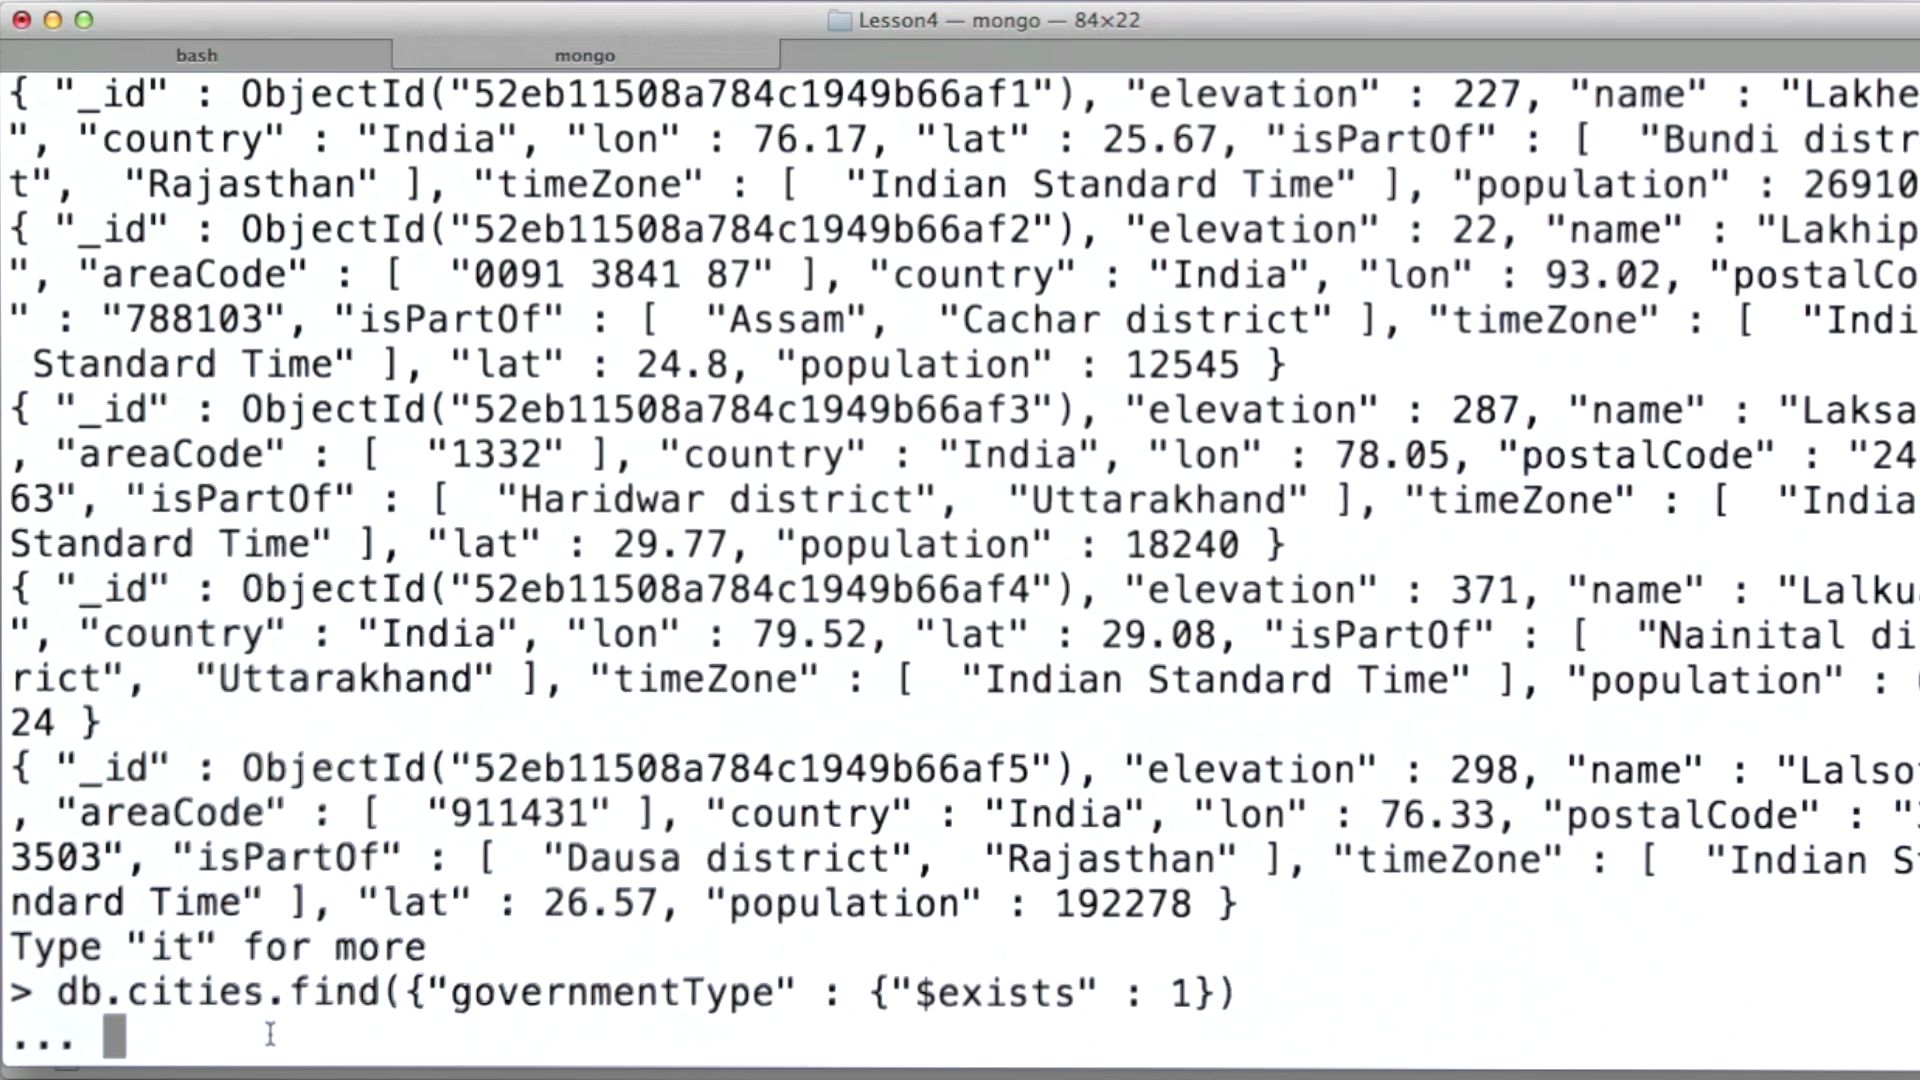 Lesson4 — mongo — 84×22
bash
mongo
{ "_id" : ObjectId("52eb11508a784c1949b66af1"), "elevation" : 227, "name" : "Lakhe
", "country" : "India", "lon" : 76.17, "lat" : 25.67, "isPartOf" : [  "Bundi distr
t",  "Rajasthan" ], "timeZone" : [  "Indian Standard Time" ], "population" : 26910
{ "_id" : ObjectId("52eb11508a784c1949b66af2"), "elevation" : 22, "name" : "Lakhip
", "areaCode" : [  "0091 3841 87" ], "country" : "India", "lon" : 93.02, "postalCo
" : "788103", "isPartOf" : [  "Assam",  "Cachar district" ], "timeZone" : [  "Indi
Standard Time" ], "lat" : 24.8, "population" : 12545 }
{ "_id" : ObjectId("52eb11508a784c1949b66af3"), "elevation" : 287, "name" : "Laksa
, "areaCode" : [  "1332" ], "country" : "India", "lon" : 78.05, "postalCode" : "24
63", "isPartOf" : [  "Haridwar district",  "Uttarakhand" ], "timeZone" : [  "India
Standard Time" ], "lat" : 29.77, "population" : 18240 }
{ "_id" : ObjectId("52eb11508a784c1949b66af4"), "elevation" : 371, "name" : "Lalku
", "country" : "India", "lon" : 79.52, "lat" : 29.08, "isPartOf" : [  "Nainital di
rict",  "Uttarakhand" ], "timeZone" : [  "Indian Standard Time" ], "population" :
24 }
{ "_id" : ObjectId("52eb11508a784c1949b66af5"), "elevation" : 298, "name" : "Lalso
, "areaCode" : [  "911431" ], "country" : "India", "lon" : 76.33, "postalCode" : "
3503", "isPartOf" : [  "Dausa district",  "Rajasthan" ], "timeZone" : [  "Indian S
ndard Time" ], "lat" : 26.57, "population" : 192278 }
Type "it" for more
> db.cities.find({"governmentType" : {"$exists" : 1})
...